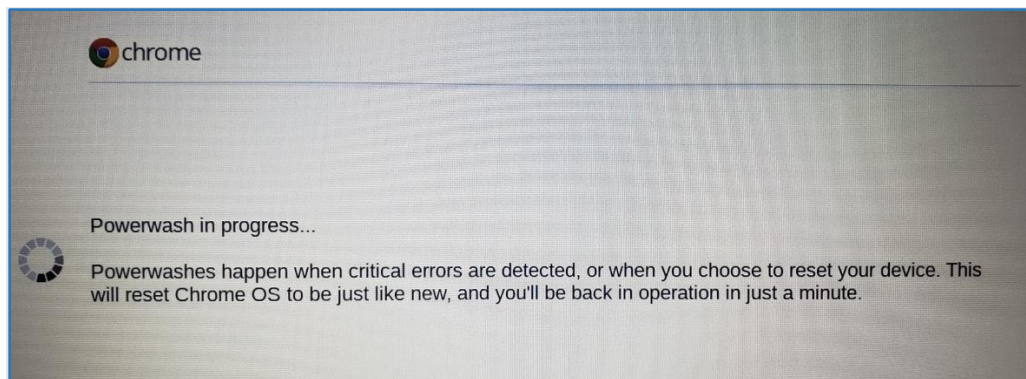 chrome
Powerwash in progress...
Powerwashes happen when critical errors are detected, or when you choose to reset your device. This
will reset Chrome OS to be just like new, and you'll be back in operation in just a minute.